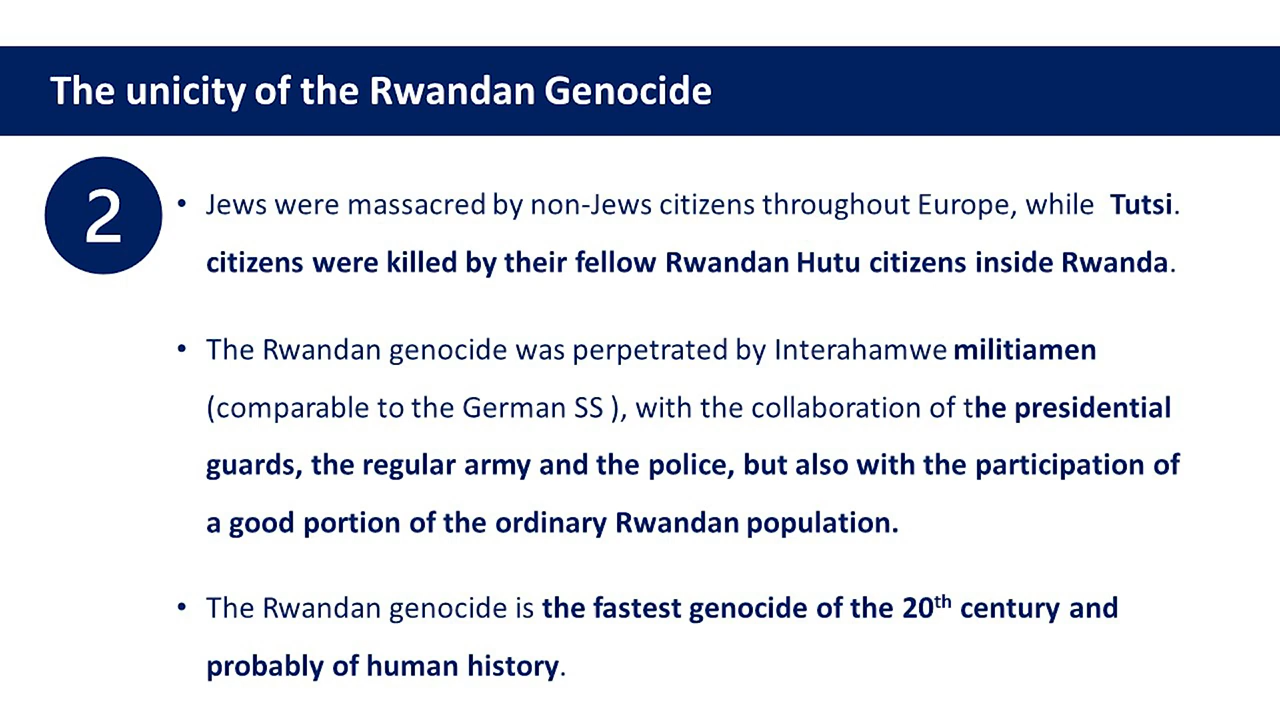 The unicity of the Rwandan Genocide
2
• Jews were massacred by non-Jews citizens throughout Europe, while Tutsi.
citizens were killed by their fellow Rwandan Hutu citizens inside Rwanda.
• The Rwandan genocide was perpetrated by Interahamwe militiamen
(comparable to the German SS ), with the collaboration of the presidential
guards, the regular army and the police, but also with the participation of
a good portion of the ordinary Rwandan population.
• The Rwandan genocide is the fastest genocide of the 20th century and
probably of human history.